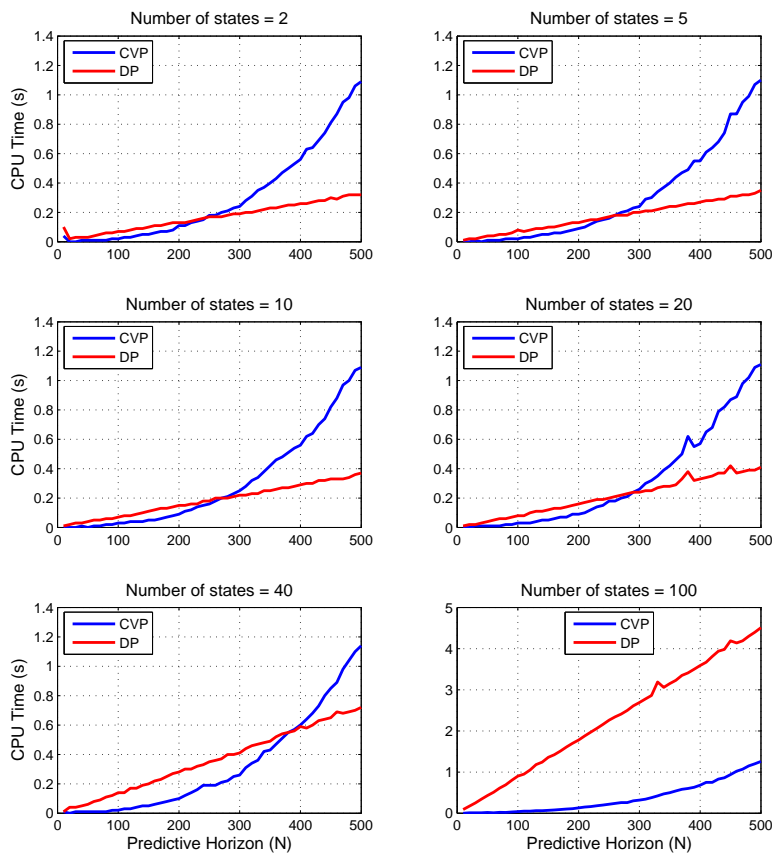 Number of states = 2
1.4
1.2
1
0.8
0.6
0.4
0.2
0
0 100 200 300 400 500
CPU Time (s)
CVP
DP
Number of states = 5
1.4
1.2
1
0.8
0.6
0.4
0.2
0
0 100 200 300 400 500
CVP
DP
Number of states = 10
1.4
1.2
1
0.8
0.6
0.4
0.2
0
0 100 200 300 400 500
CPU Time (s)
CVP
DP
Number of states = 20
1.4
1.2
1
0.8
0.6
0.4
0.2
0
0 100 200 300 400 500
CVP
DP
Number of states = 40
1.4
1.2
1
0.8
0.6
0.4
0.2
0
0 100 200 300 400 500
CPU Time (s)
Predictive Horizon (N)
CVP
DP
Number of states = 100
5
4
3
2
1
0
0 100 200 300 400 500
Predictive Horizon (N)
CVP
DP